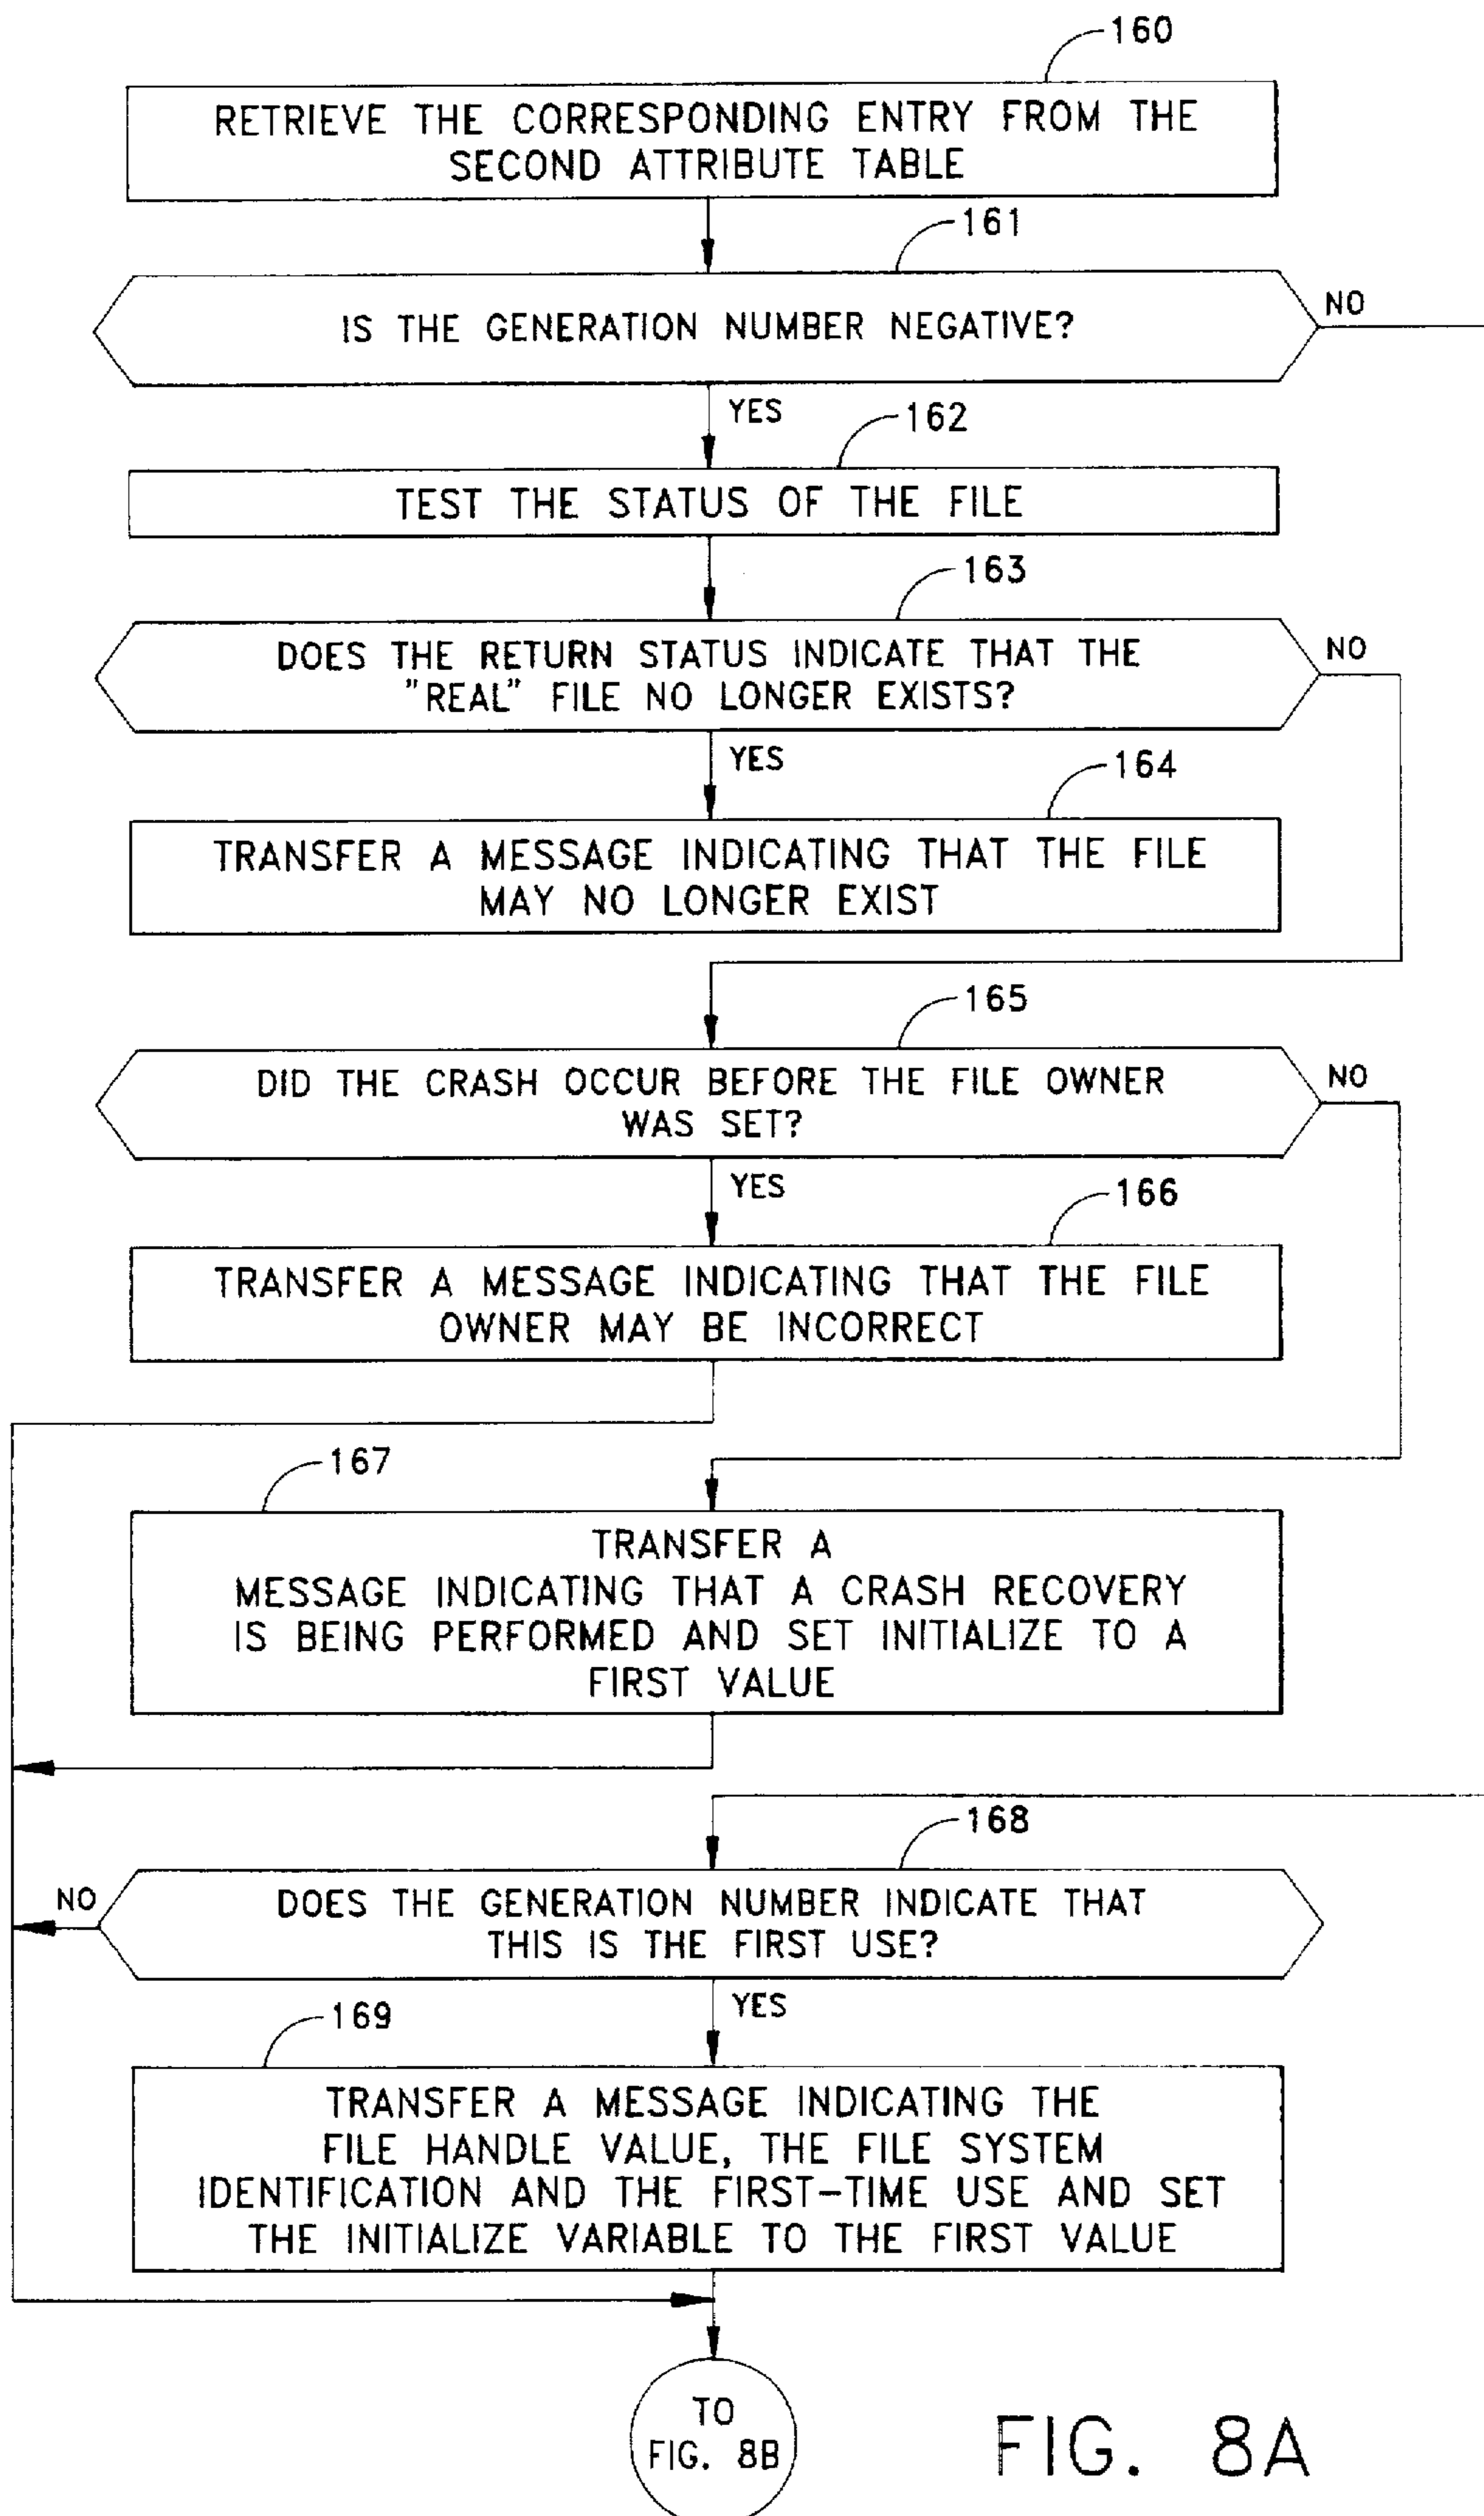 160
RETRIEVE THE CORRESPONDING ENTRY FROM THE
SECOND ATTRIBUTE TABLE
161
IS THE GENERATION NUMBER NEGATIVE?
NO
YES
162
TEST THE STATUS OF THE FILE
163
DOES THE RETURN STATUS INDICATE THAT THE
"REAL" FILE NO LONGER EXISTS?
NO
YES
164
TRANSFER A MESSAGE INDICATING THAT THE FILE
MAY NO LONGER EXIST
165
DID THE CRASH OCCUR BEFORE THE FILE OWNER
WAS SET?
NO
YES
166
TRANSFER A MESSAGE INDICATING THAT THE FILE
OWNER MAY BE INCORRECT
167
TRANSFER A
MESSAGE INDICATING THAT A CRASH RECOVERY
IS BEING PERFORMED AND SET INITIALIZE TO A
FIRST VALUE
168
NO
DOES THE GENERATION NUMBER INDICATE THAT
THIS IS THE FIRST USE?
YES
169
TRANSFER A MESSAGE INDICATING THE
FILE HANDLE VALUE, THE FILE SYSTEM
IDENTIFICATION AND THE FIRST-TIME USE AND SET
THE INITIALIZE VARIABLE TO THE FIRST VALUE
TO
FIG. 8B
FIG. 8A